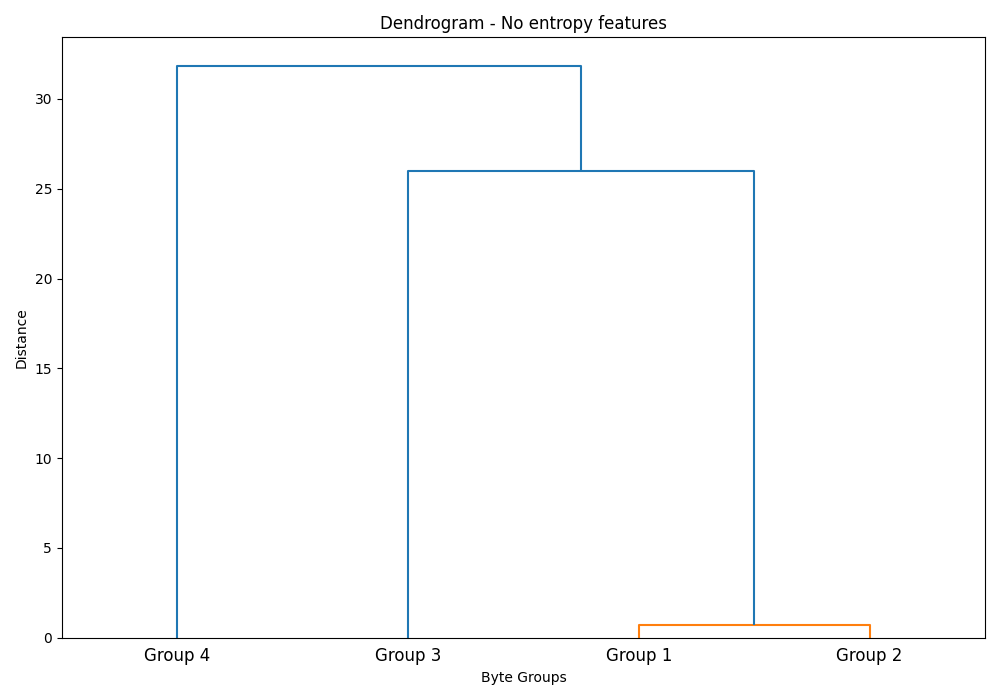 Dendrogram - No entropy features
30
25
20
15
10
5
0
Distance
Group 4
Group 3
Group 1
Group 2
Byte Groups